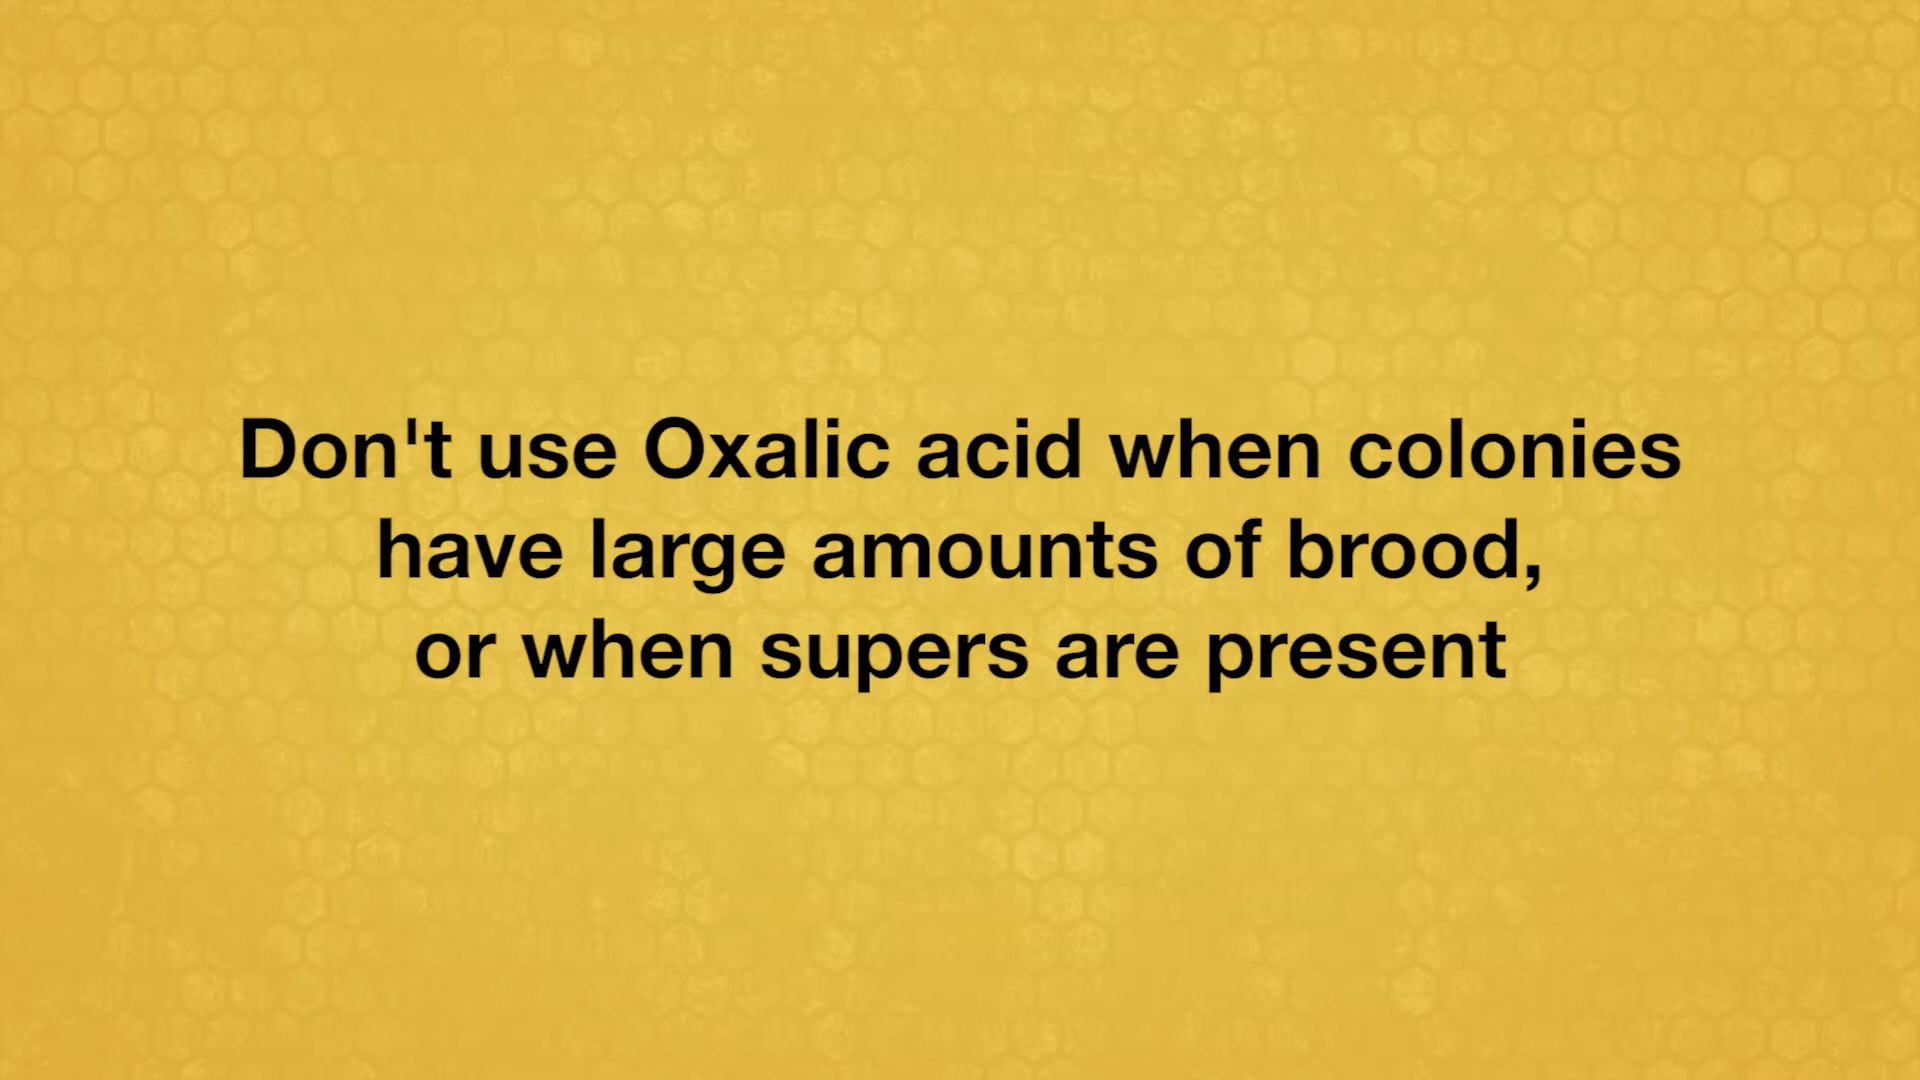 Don't use Oxalic acid when colonies
have large amounts of brood,
or when supers are present